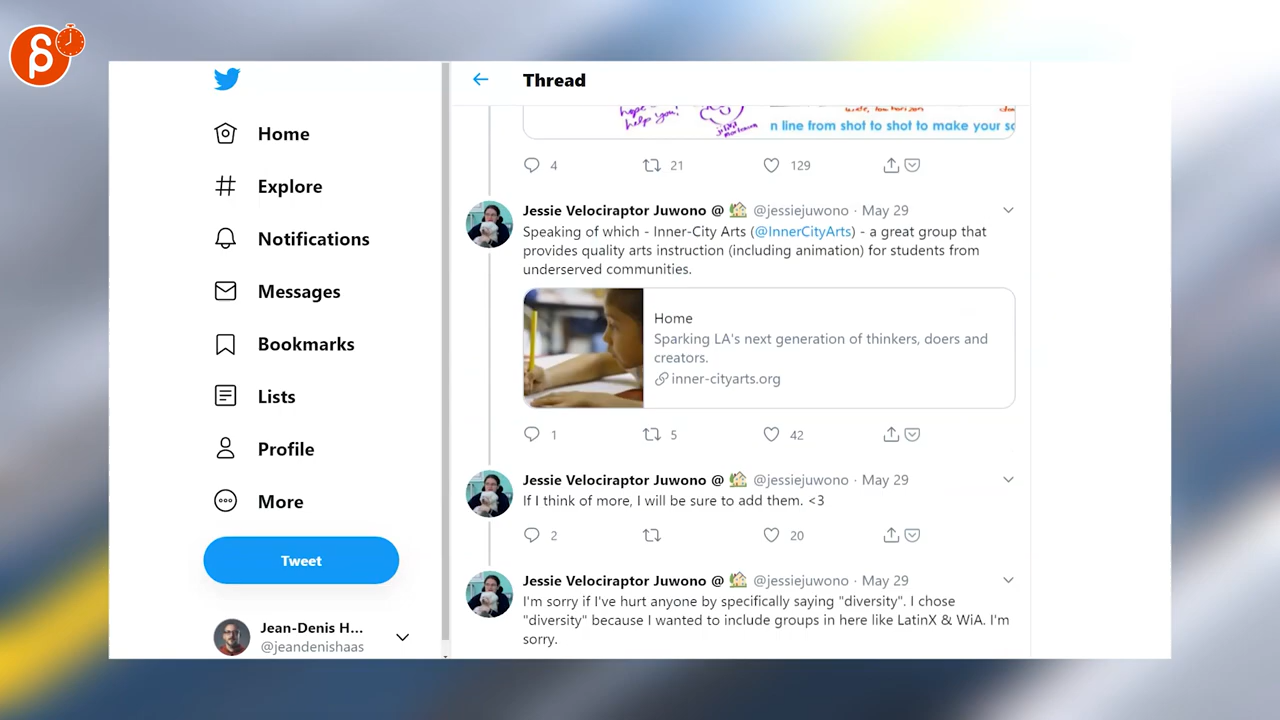 Thread
Home
Explore
Notifications
Messages
Bookmarks
Lists
Profile
More
Tweet
Jean-Denis H...
@jeandenishaas
hope
help you!
n line from shot to shot to make your sc
4 21 129
Jessie Velociraptor Juwono @ 🏡 @jessiejuwono · May 29
Speaking of which - Inner-City Arts (@InnerCityArts) - a great group that
provides quality arts instruction (including animation) for students from
underserved communities.
Home
Sparking LA's next generation of thinkers, doers and
creators.
inner-cityarts.org
1 5 42
Jessie Velociraptor Juwono @ 🏡 @jessiejuwono · May 29
If I think of more, I will be sure to add them. <3
2 20
Jessie Velociraptor Juwono @ 🏡 @jessiejuwono · May 29
I'm sorry if I've hurt anyone by specifically saying "diversity". I chose
"diversity" because I wanted to include groups in here like LatinX & WiA. I'm
sorry.